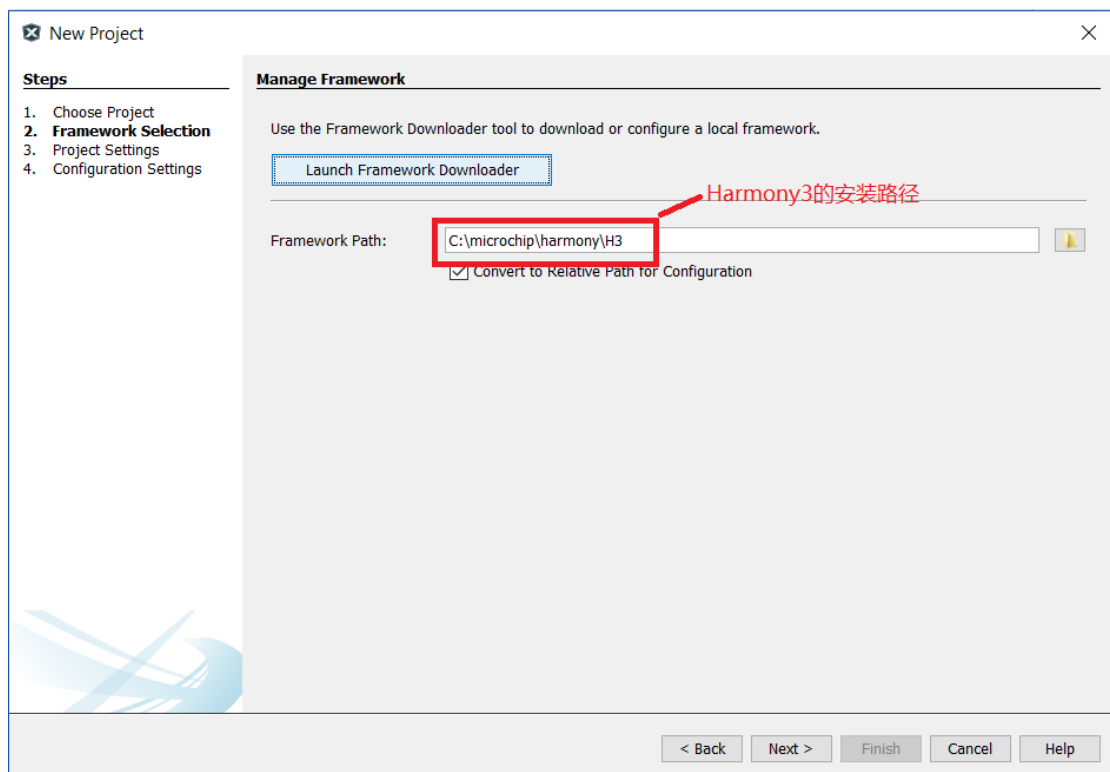 New Project
Steps
1. Choose Project
2. Framework Selection
3. Project Settings
4. Configuration Settings
Manage Framework
Use the Framework Downloader tool to download or configure a local framework.
Launch Framework Downloader
Harmony3的安装路径
Framework Path:
C:\microchip\harmony\H3
Convert to Relative Path for Configuration
< Back
Next >
Finish
Cancel
Help